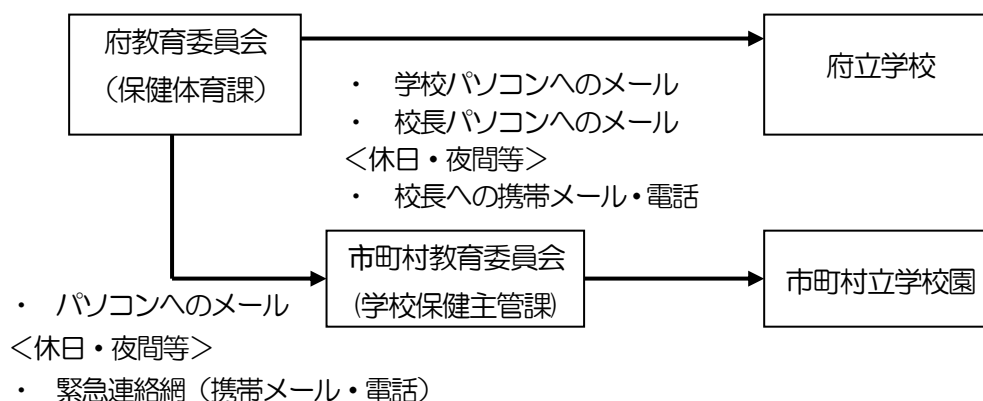 府教育委員会
（保健体育課）
府立学校
・　学校パソコンへのメール
・　校長パソコンへのメール
＜休日・夜間等＞
・　校長への携帯メール・電話
市町村教育委員会
(学校保健主管課)
市町村立学校園
・　パソコンへのメール
＜休日・夜間等＞
・　緊急連絡網（携帯メール・電話）